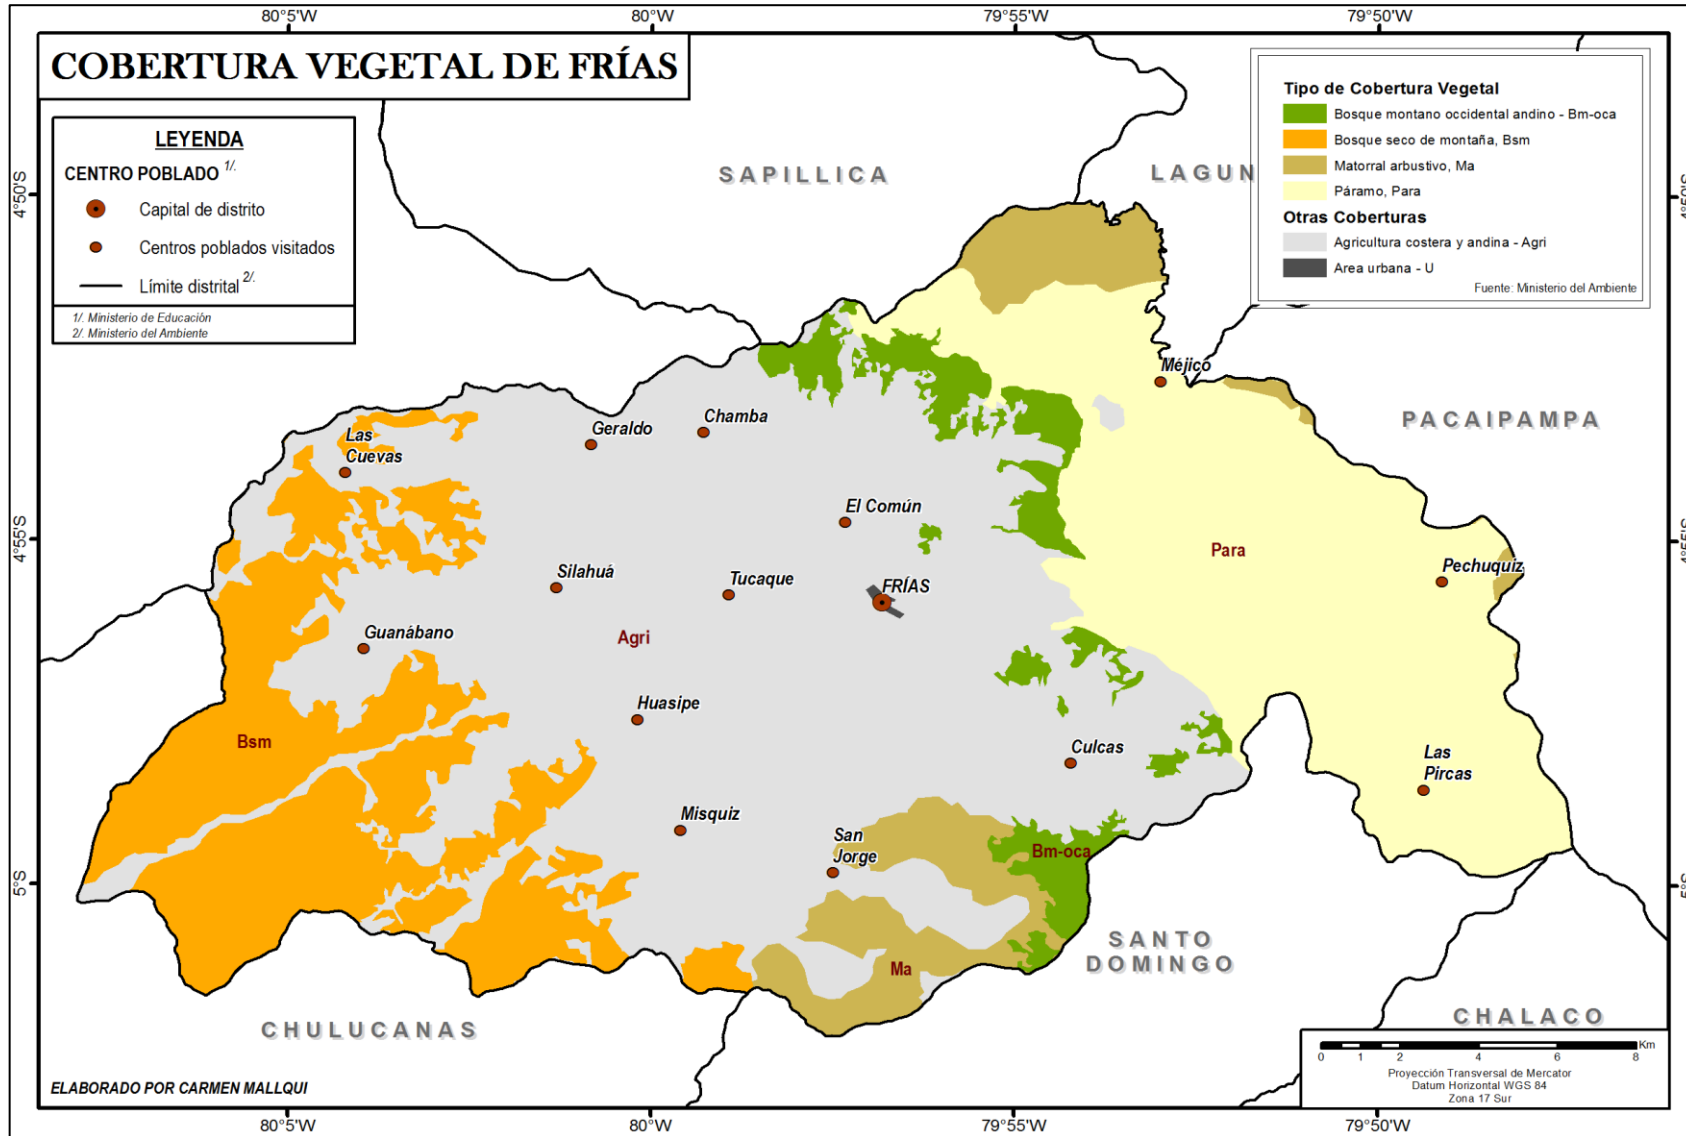 80°5'W
80°W
79°55'W
79°50'W
COBERTURA VEGETAL DE FRÍAS
LEYENDA
CENTRO POBLADO 1/.
Capital de distrito
Centros poblados visitados
Límite distrital 2/.
1/. Ministerio de Educación
2/. Ministerio del Ambiente
Tipo de Cobertura Vegetal
Bosque montano occidental andino - Bm-oca
Bosque seco de montaña, Bsm
Matorral arbustivo, Ma
Páramo, Para
Otras Coberturas
Agricultura costera y andina - Agri
Area urbana - U
Fuente: Ministerio del Ambiente
4°50'S
4°50'S
SAPILLICA
LAGUN
Méjico
PACAIPAMPA
Chamba
Geraldo
Las
Cuevas
El Común
4°55'S
4°55'S
Para
Pechuquiz
Silahuá
Tucaque
FRÍAS
Guanábano
Agri
Huasipe
Bsm
Culcas
Las
Pircas
Misquiz
San
Jorge
Bm-oca
5°S
5°S
SANTO
DOMINGO
Ma
CHULUCANAS
CHALACO
Km
0 1 2 4 6 8
Proyección Transversal de Mercator
Datum Horizontal WGS 84
Zona 17 Sur
ELABORADO POR CARMEN MALLQUI
80°5'W
80°W
79°55'W
79°50'W